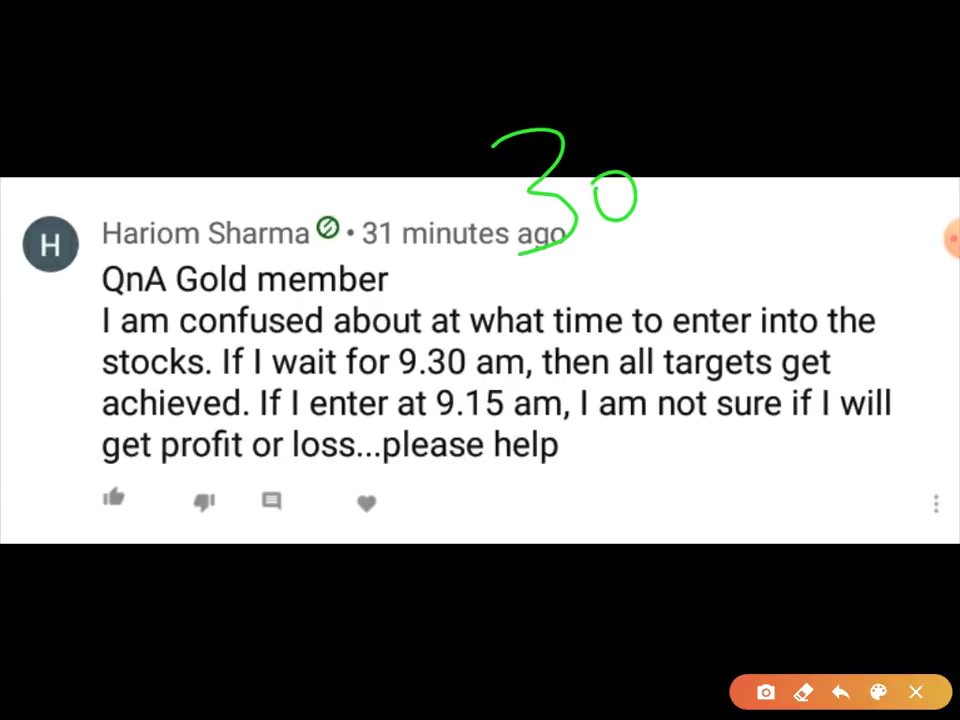 30
H
Hariom Sharma • 31 minutes ago
QnA Gold member
I am confused about at what time to enter into the
stocks. If I wait for 9.30 am, then all targets get
achieved. If I enter at 9.15 am, I am not sure if I will
get profit or loss...please help